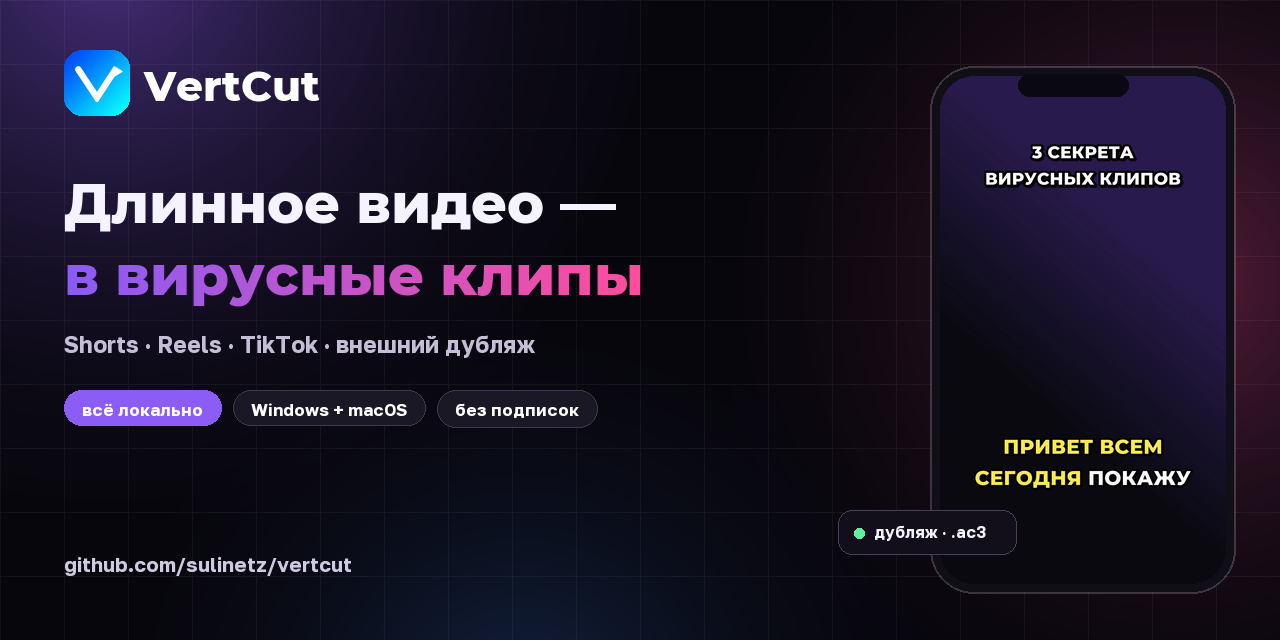 VertCut
Длинное видео —
в вирусные клипы
Shorts · Reels · TikTok · внешний дубляж
всё локально
Windows + macOS
без подписок
github.com/sulinetz/vertcut
3 СЕКРЕТА
ВИРУСНЫХ КЛИПОВ
ПРИВЕТ ВСЕМ
СЕГОДНЯ ПОКАЖУ
дубляж · .ac3